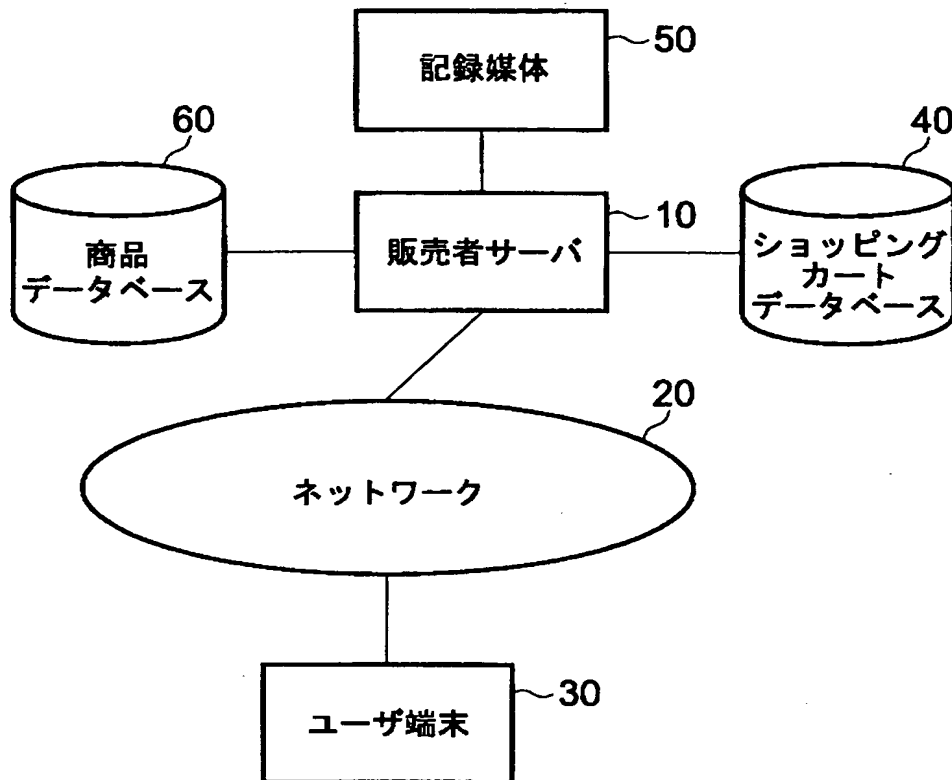 50
記録媒体
60
40
10
商品
データベース
販売者サーバ
ショッピング
カート
データベース
20
ネットワーク
30
ユーザ端末